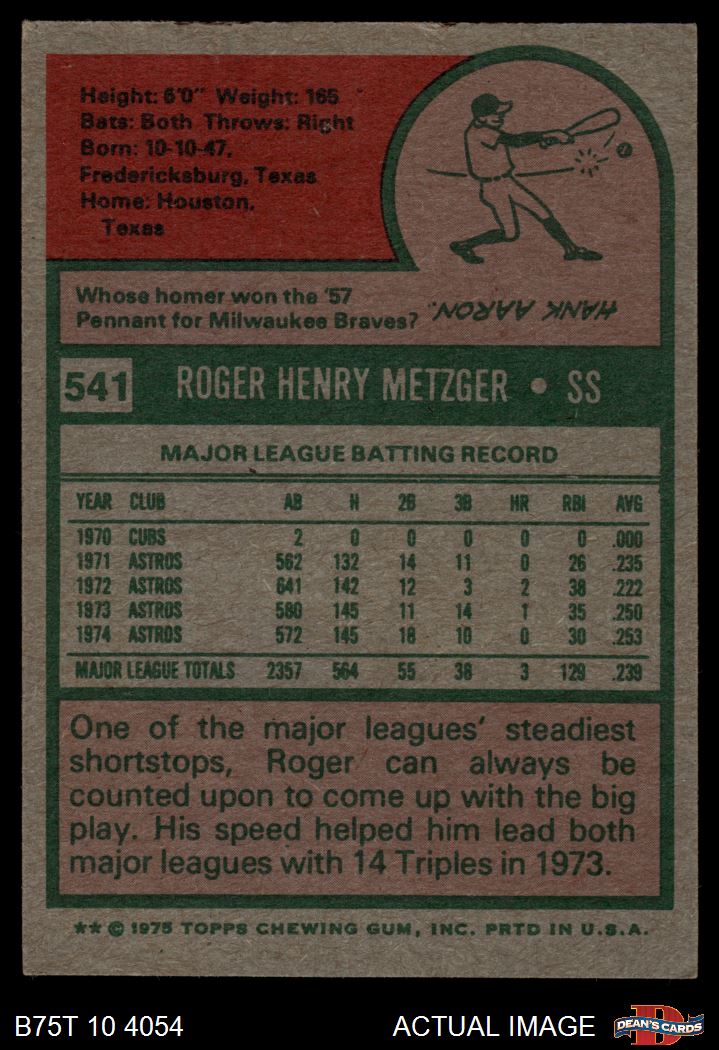 Height: 6'0" Weight: 165
Bats: Both Throws: Right
Born: 10-10-47,
Fredericksburg, Texas
Home: Houston,
Texas
Whose homer won the '57
Pennant for Milwaukee Braves?
HANK AARON.
541 ROGER HENRY METZGER • SS
MAJOR LEAGUE BATTING RECORD
YEAR CLUB AB H 2B 3B HR RBI AVG
1970 CUBS 2 0 0 0 0 0 .000
1971 ASTROS 562 132 14 11 0 26 .235
1972 ASTROS 641 142 12 3 2 38 .222
1973 ASTROS 580 145 11 14 1 35 .250
1974 ASTROS 572 145 18 10 0 30 .253
MAJOR LEAGUE TOTALS 2357 564 55 38 3 129 .239
One of the major leagues' steadiest
shortstops, Roger can always be
counted upon to come up with the big
play. His speed helped him lead both
major leagues with 14 Triples in 1973.
** © 1975 TOPPS CHEWING GUM, INC. PRTD IN U.S.A.
B75T 10 4054 ACTUAL IMAGE DEAN'S CARDS